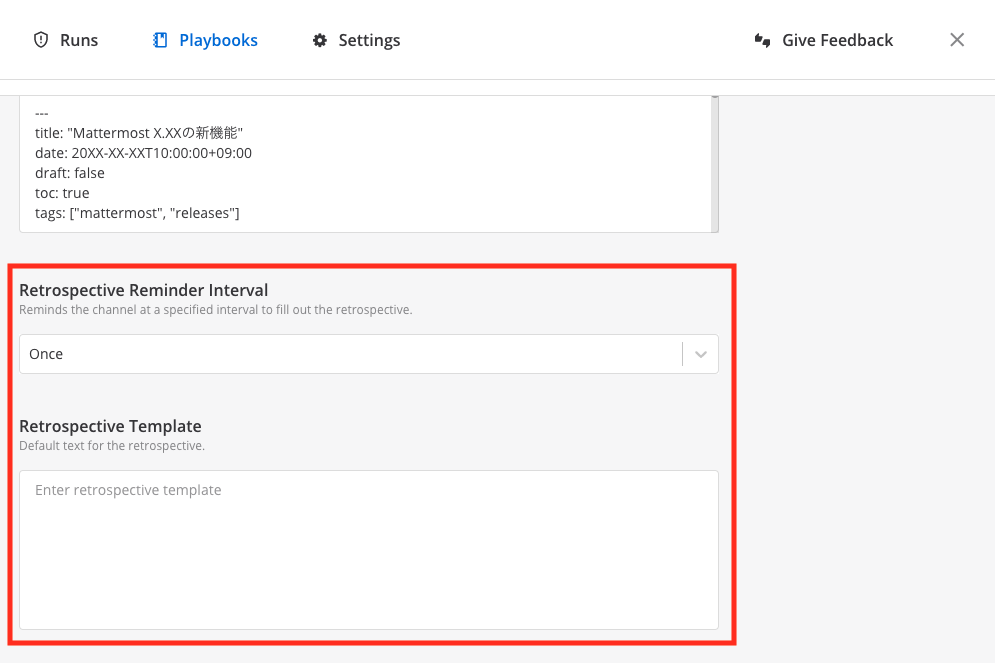 Runs Playbooks Settings Give Feedback
---
title: "Mattermost X.XXの新機能"
date: 20XX-XX-XXT10:00:00+09:00
draft: false
toc: true
tags: ["mattermost", "releases"]
Retrospective Reminder Interval
Reminds the channel at a specified interval to fill out the retrospective.
Once
Retrospective Template
Default text for the retrospective.
Enter retrospective template